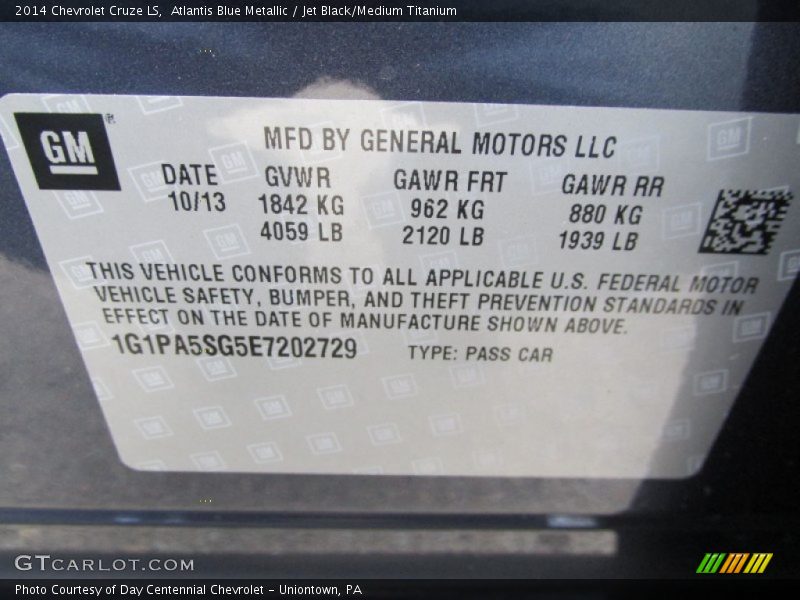 2014 Chevrolet Cruze LS,  Atlantis Blue Metallic / Jet Black/Medium Titanium
GM
MFD BY GENERAL MOTORS LLC
DATE GVWR GAWR FRT GAWR RR
10/13 1842 KG 962 KG 880 KG
4059 LB 2120 LB 1939 LB
THIS VEHICLE CONFORMS TO ALL APPLICABLE U.S. FEDERAL MOTOR
VEHICLE SAFETY, BUMPER, AND THEFT PREVENTION STANDARDS IN
EFFECT ON THE DATE OF MANUFACTURE SHOWN ABOVE.
1G1PA5SG5E7202729 TYPE: PASS CAR
GTCARLOT.COM
Photo Courtesy of Day Centennial Chevrolet - Uniontown, PA